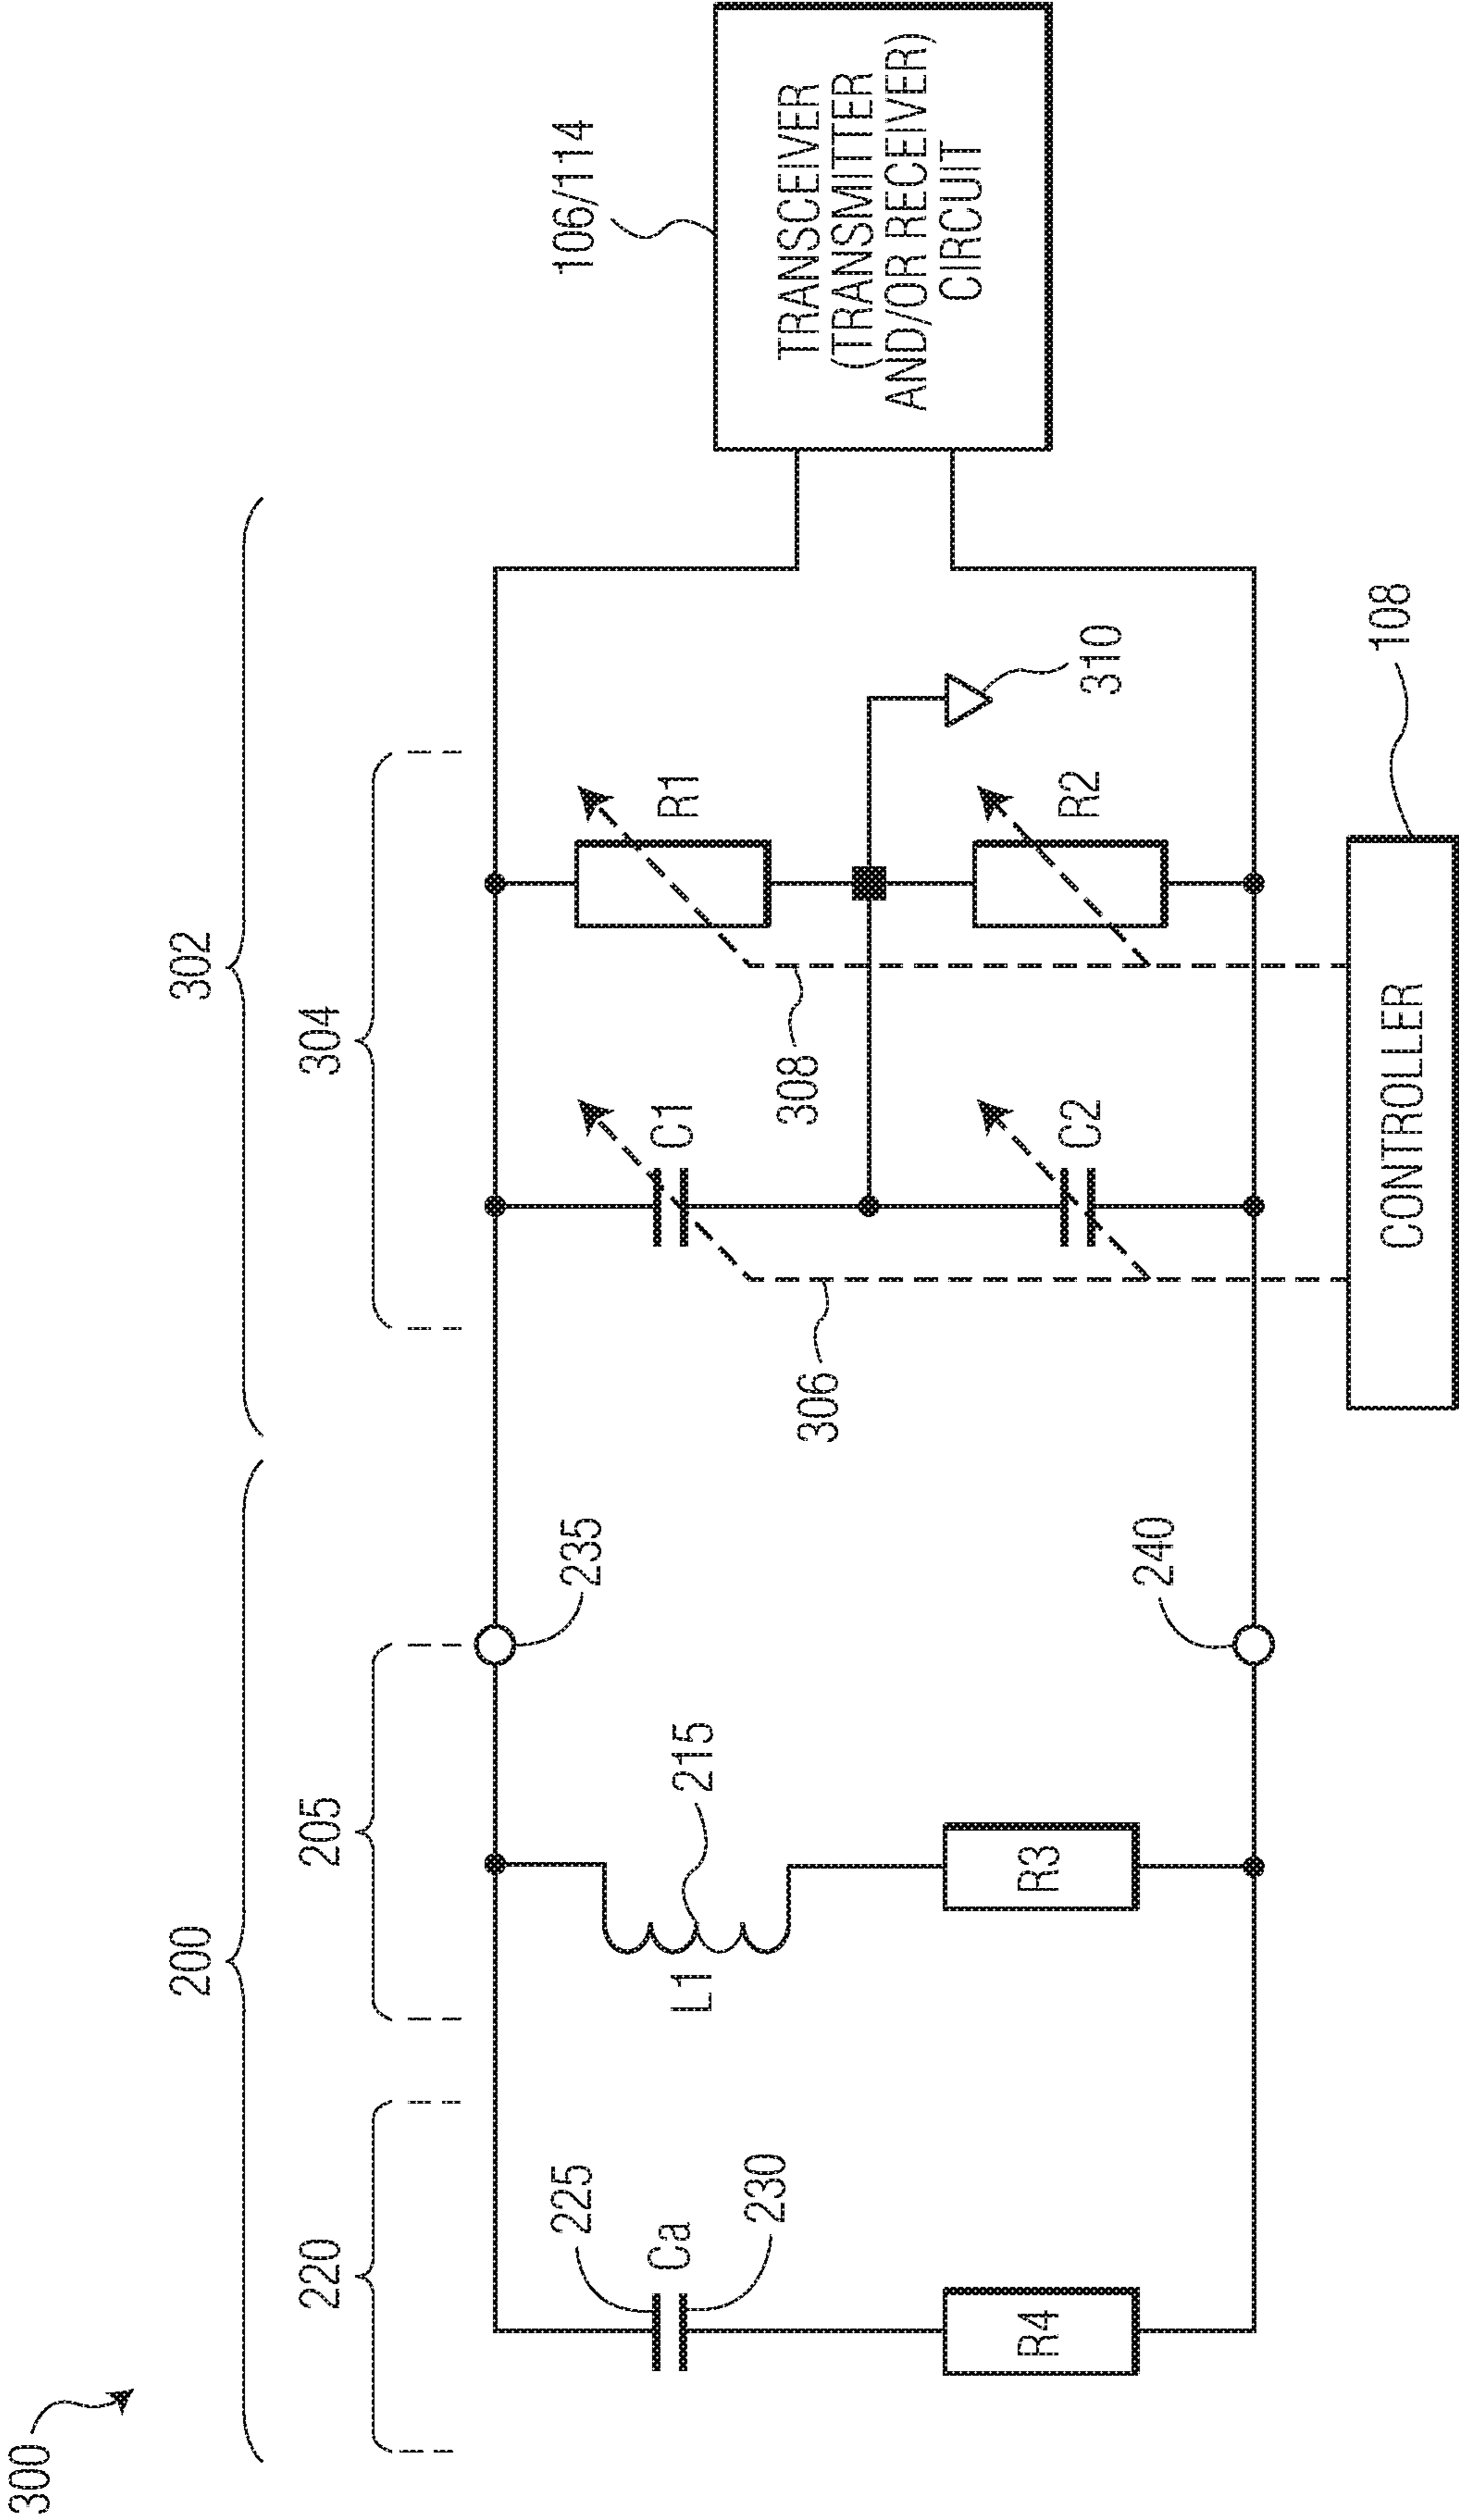 300
200
302
220
205
304
225
Ca
230
R4
L1
215
R3
235
240
306
C1
C2
308
R1
R2
310
106/114
TRANSCEIVER
(TRANSMITTER
AND/OR RECEIVER)
CIRCUIT
CONTROLLER
108